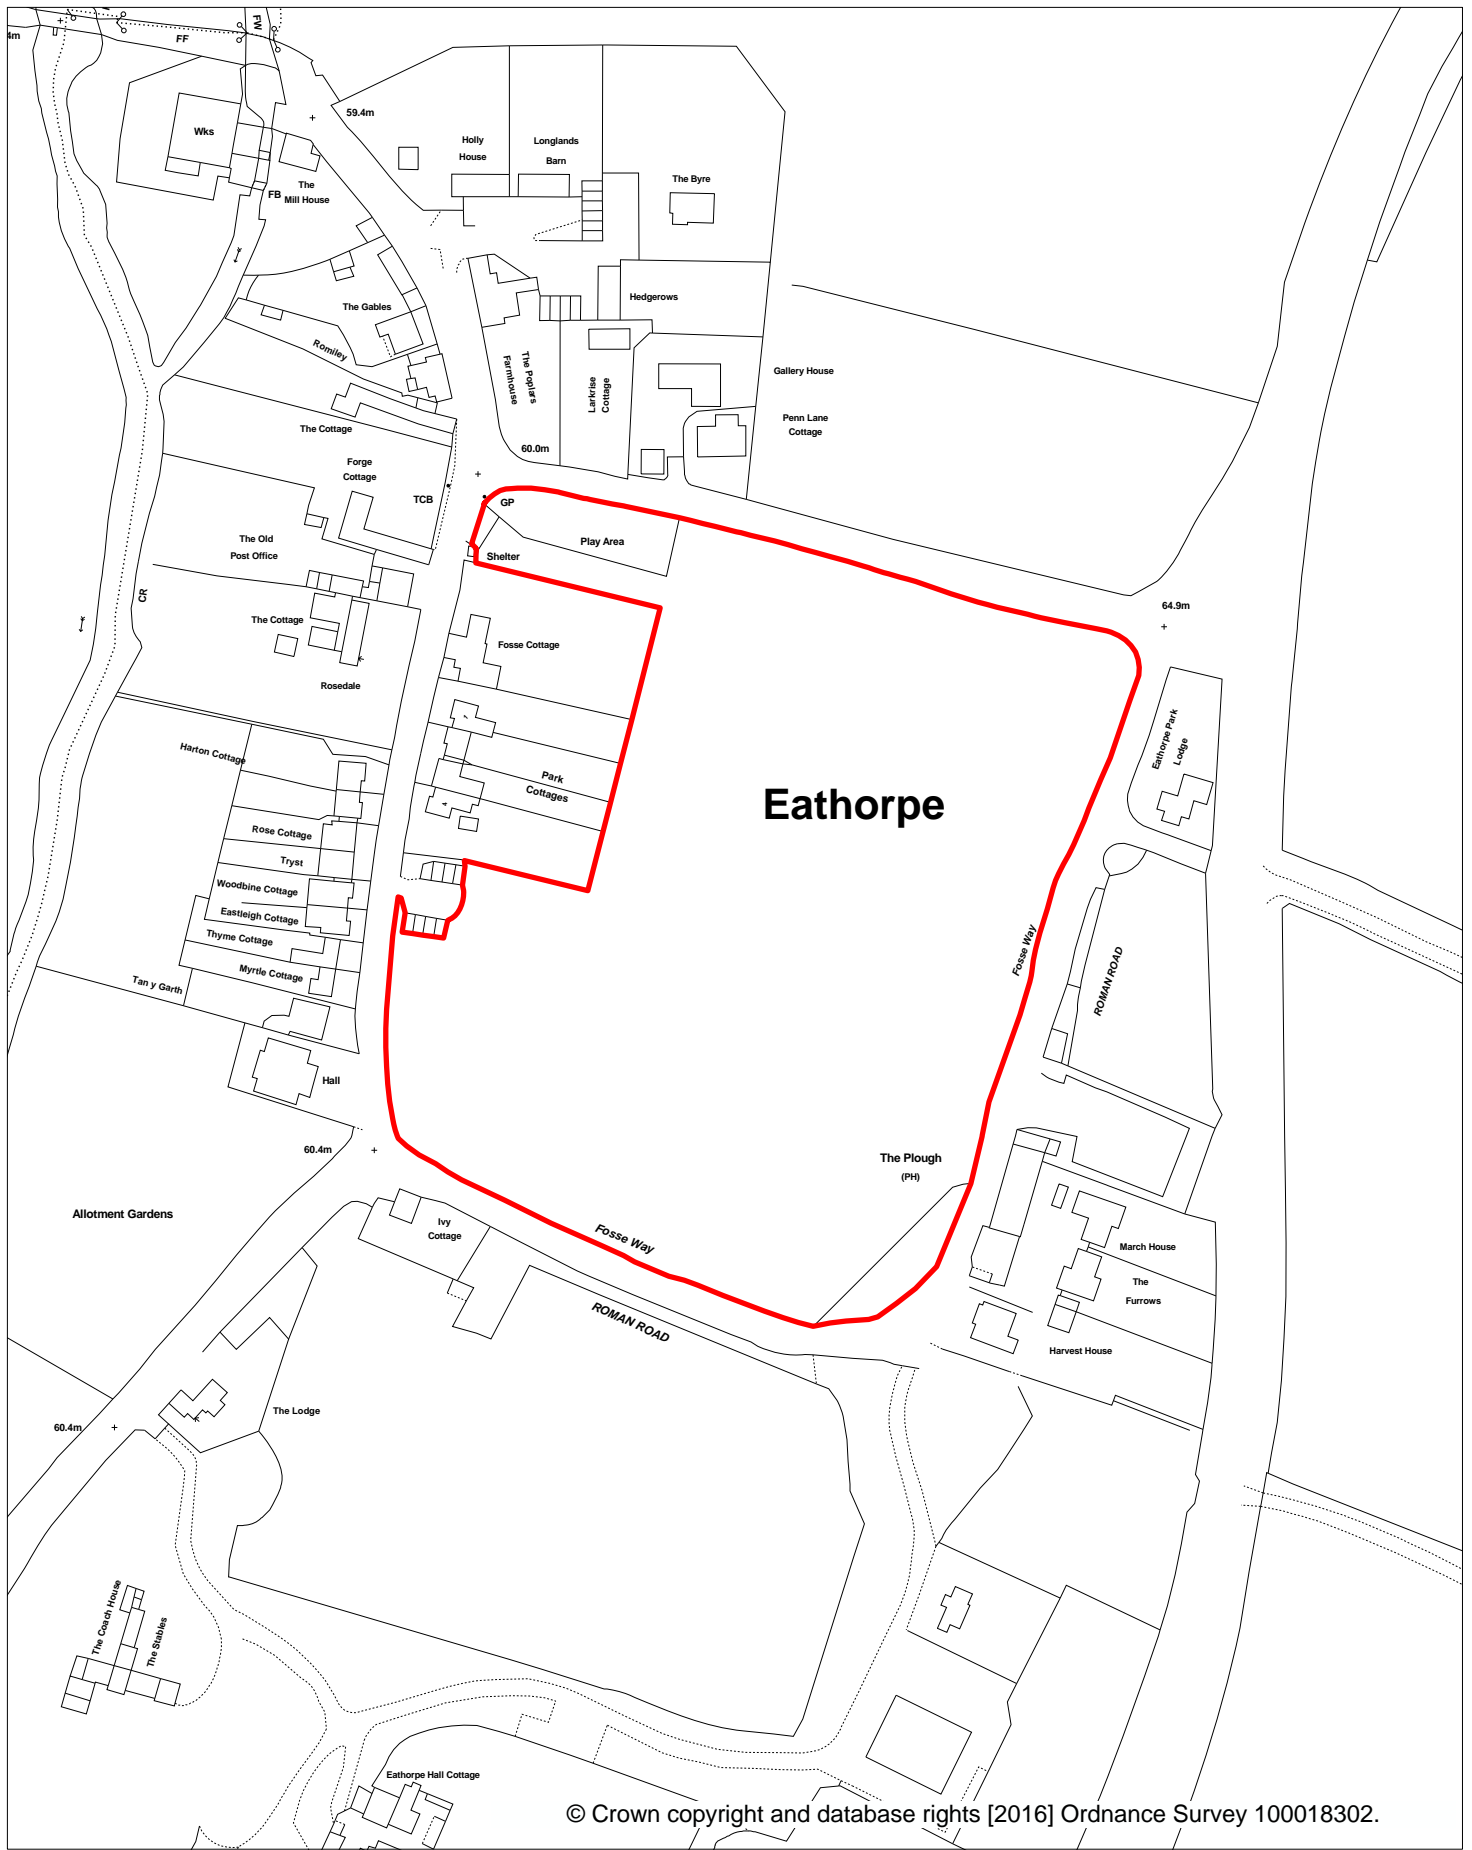 4m
FF
FW
59.4m
Wks
Holly
House
Longlands
Barn
The Byre
The
Mill House
FB
The Gables
Hedgerows
Romiley
The Poplars
Farmhouse
Larkrise
Cottage
Gallery House
Penn Lane
Cottage
The Cottage
60.0m
Forge
Cottage
TCB
GP
The Old
Post Office
Shelter
Play Area
CR
64.9m
The Cottage
Fosse Cottage
Rosedale
7
Harton Cottage
Park
Cottages
4
Eathorpe Park
Lodge
Eathorpe
Rose Cottage
Tryst
Woodbine Cottage
Eastleigh Cottage
Thyme Cottage
Myrtle Cottage
Tan y Garth
Fosse Way
ROMAN ROAD
Hall
60.4m
The Plough
(PH)
Allotment Gardens
Ivy
Cottage
Fosse Way
March House
The
Furrows
ROMAN ROAD
Harvest House
The Lodge
60.4m
The Coach House
The Stables
Eathorpe Hall Cottage
© Crown copyright and database rights [2016] Ordnance Survey 100018302.